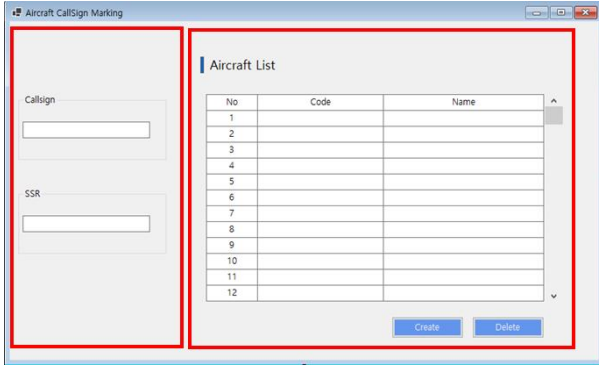 Aircraft CallSign Marking
Callsign
SSR
Aircraft List
No Code Name
1
2
3
4
5
6
7
8
9
10
11
12
Create Delete